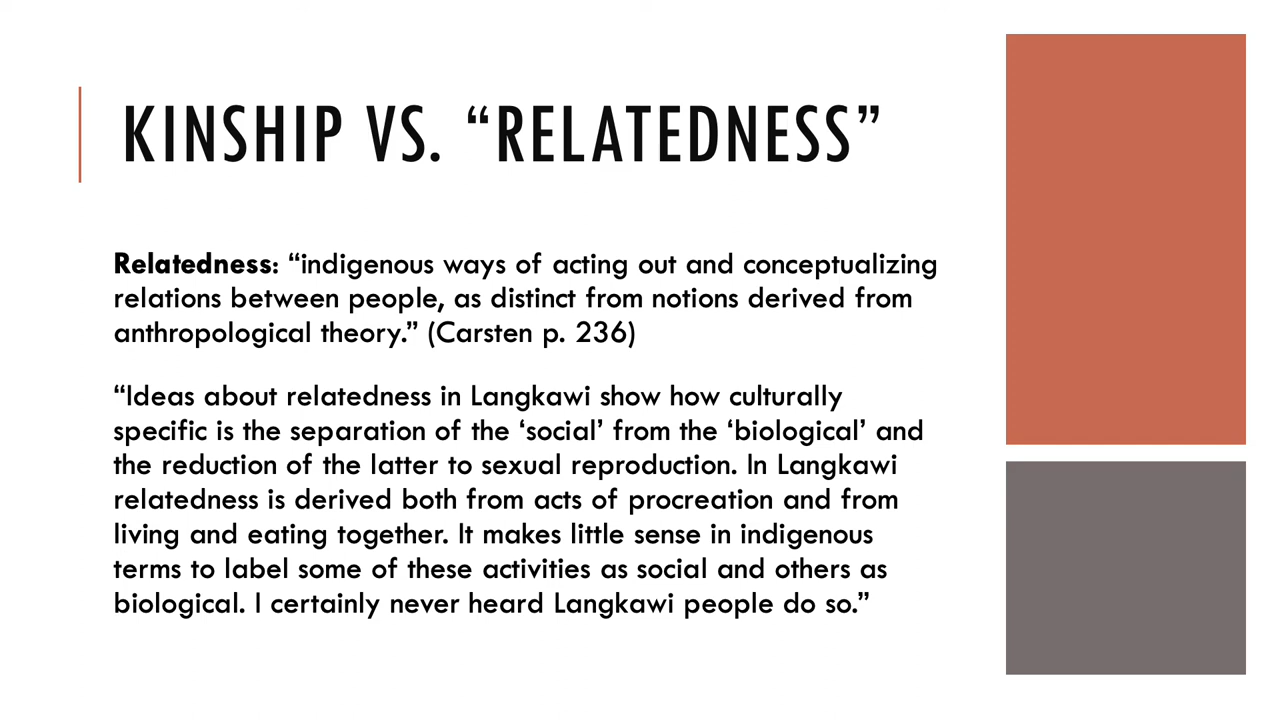 KINSHIP VS. “RELATEDNESS”
Relatedness: “indigenous ways of acting out and conceptualizing
relations between people, as distinct from notions derived from
anthropological theory.” (Carsten p. 236)
“Ideas about relatedness in Langkawi show how culturally
specific is the separation of the ‘social’ from the ‘biological’ and
the reduction of the latter to sexual reproduction. In Langkawi
relatedness is derived both from acts of procreation and from
living and eating together. It makes little sense in indigenous
terms to label some of these activities as social and others as
biological. I certainly never heard Langkawi people do so.”